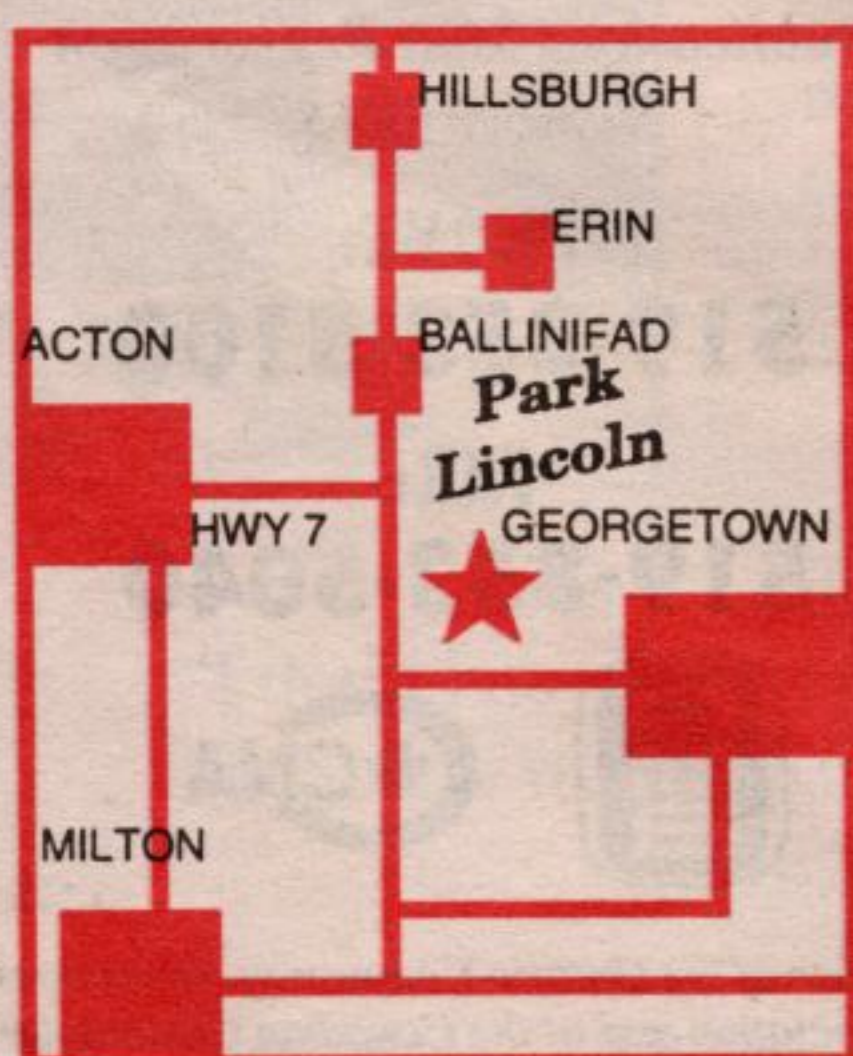 HILLSBURGH
ERIN
ACTON
BALLINIFAD
Park
Lincoln
HWY 7
GEORGETOWN
MILTON